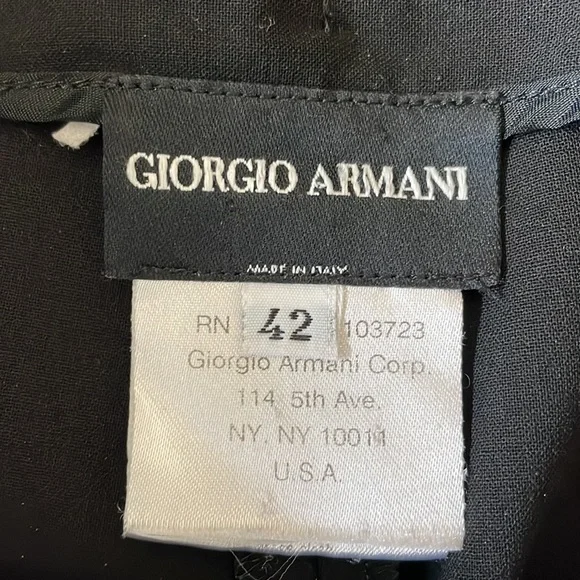 GIORGIO ARMANI
MADE IN ITALY
RN 42 103723
Giorgio Armani Corp.
114, 5th Ave.
NY, NY 10011
U.S.A.